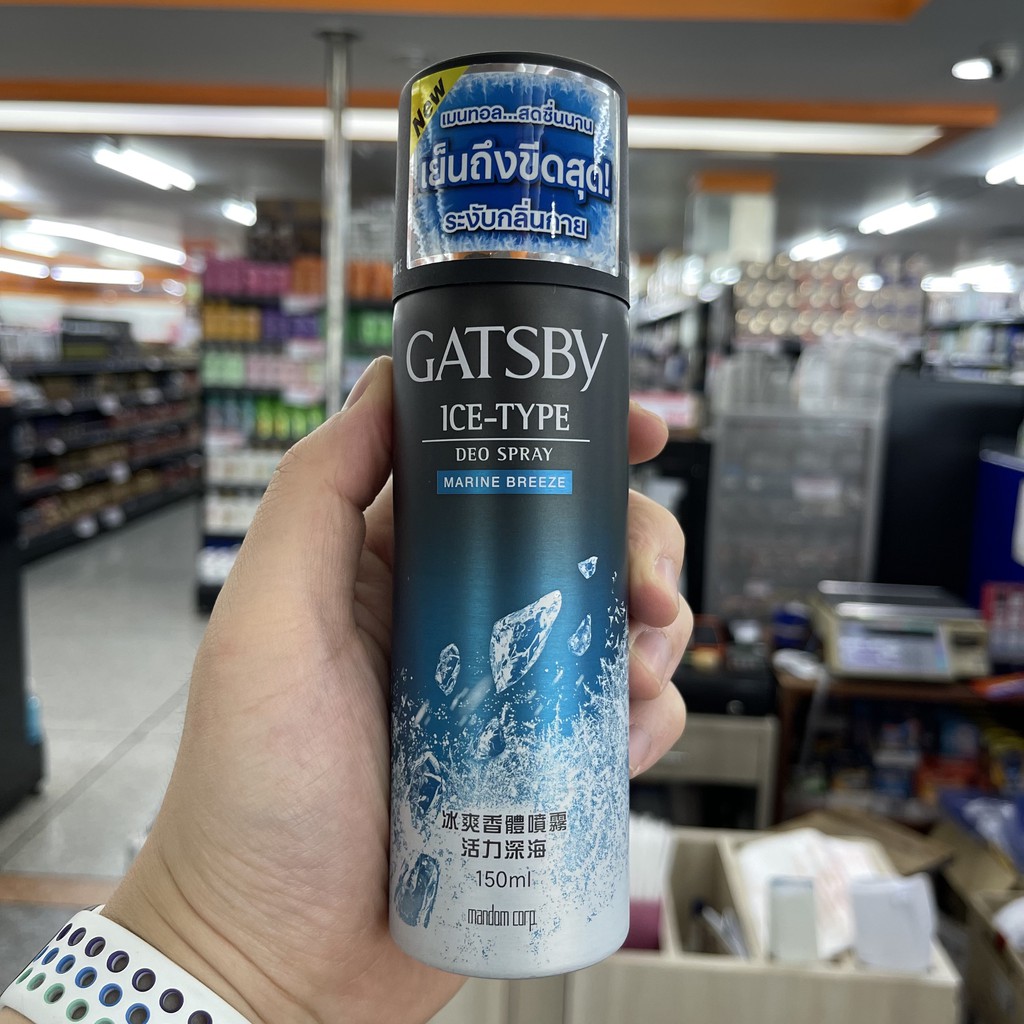 New
เมนทอล...สดชื่นนาน
เย็นถึงขีดสุด!
ระงับกลิ่นกาย
GATSBY
ICE-TYPE
DEO SPRAY
MARINE BREEZE
冰爽香體噴霧
活力深海
150ml
mandom corp.